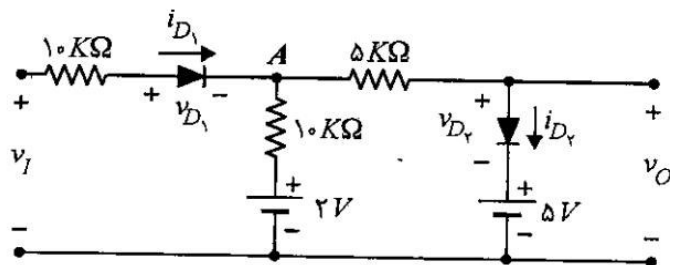 i_D۱
۱۰KΩ
A
۵KΩ
+ v_D۱ -
۱۰KΩ
+ v_D۲ -
i_D۲
+ v_I -
+ ۲V -
+ ۵V -
+ v_O -